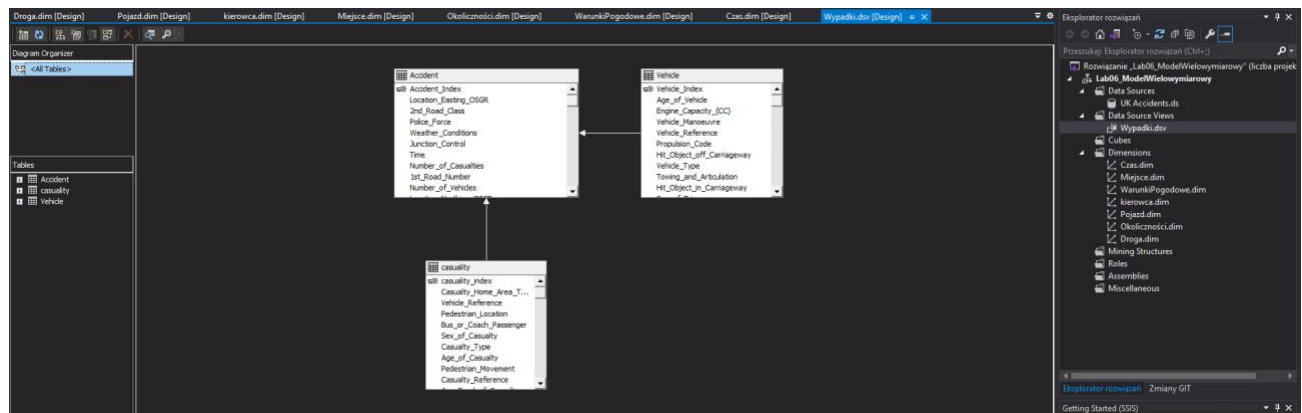 Droga.dim [Design]
Pojazd.dim [Design]
kierowca.dim [Design]
Miejsce.dim [Design]
Okoliczności.dim [Design]
WarunkiPogodowe.dim [Design]
Czas.dim [Design]
Wypadki.dsv [Design]
Diagram Organizer
<All Tables>
Tables
Accident
casuality
Vehicle
Accident
Accident_Index
Location_Easting_OSGR
2nd_Road_Class
Police_Force
Weather_Conditions
Junction_Control
Time
Number_of_Casualties
1st_Road_Number
Number_of_Vehicles
Vehicle
Vehicle_Index
Age_of_Vehicle
Engine_Capacity_(CC)
Vehicle_Manoeuvre
Vehicle_Reference
Propulsion_Code
Hit_Object_off_Carriageway
Vehicle_Type
Towing_and_Articulation
Hit_Object_in_Carriageway
casuality
casuality_index
Casualty_Home_Area_T...
Vehicle_Reference
Pedestrian_Location
Bus_or_Coach_Passenger
Sex_of_Casualty
Casualty_Type
Age_of_Casualty
Pedestrian_Movement
Casualty_Reference
Eksplorator rozwiązań
Przeszukaj: Eksplorator rozwiązań (Ctrl+;)
Rozwiązanie „Lab06_ModelWielowymiarowy" (liczba projek
Lab06_ModelWielowymiarowy
Data Sources
UK Accidents.ds
Data Source Views
Wypadki.dsv
Cubes
Dimensions
Czas.dim
Miejsce.dim
WarunkiPogodowe.dim
kierowca.dim
Pojazd.dim
Okoliczności.dim
Droga.dim
Mining Structures
Roles
Assemblies
Miscellaneous
Eksplorator rozwiązań
Zmiany GIT
Getting Started (SSIS)